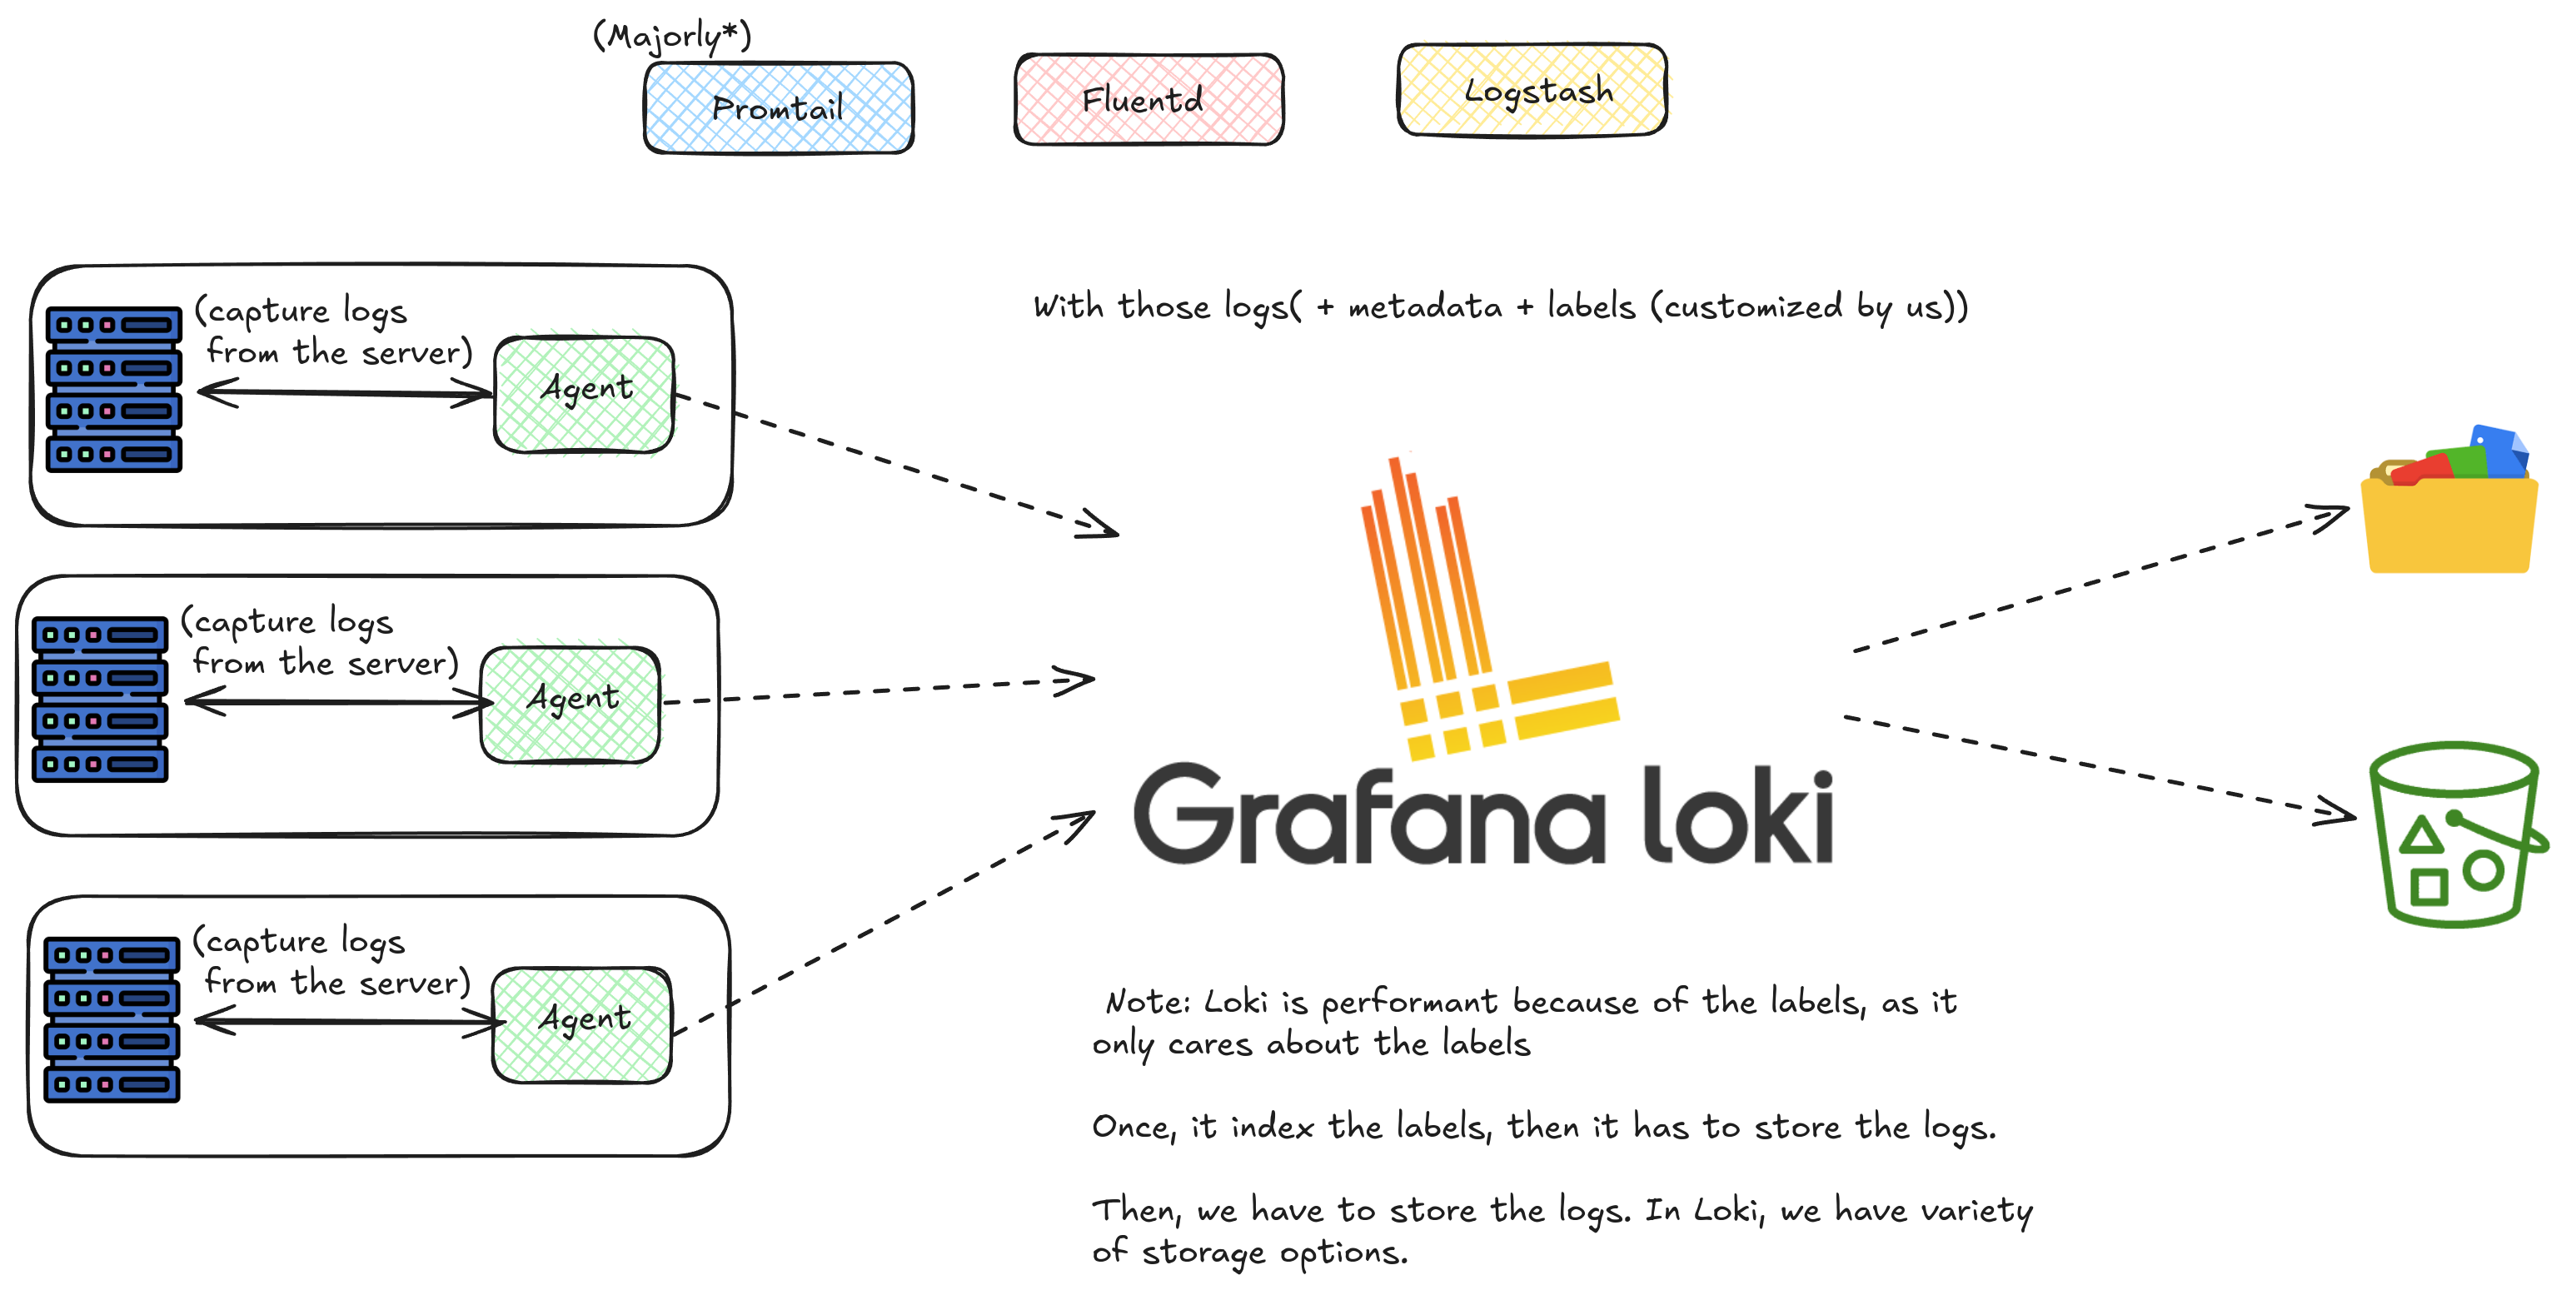 (Majorly*)
Promtail
Fluentd
Logstash
(capture logs
from the server)
Agent
With those logs( + metadata + labels (customized by us))
(capture logs
from the server)
Agent
Grafana loki
(capture logs
from the server)
Agent
Note: Loki is performant because of the labels, as it
only cares about the labels
Once, it index the labels, then it has to store the logs.
Then, we have to store the logs. In Loki, we have variety
of storage options.